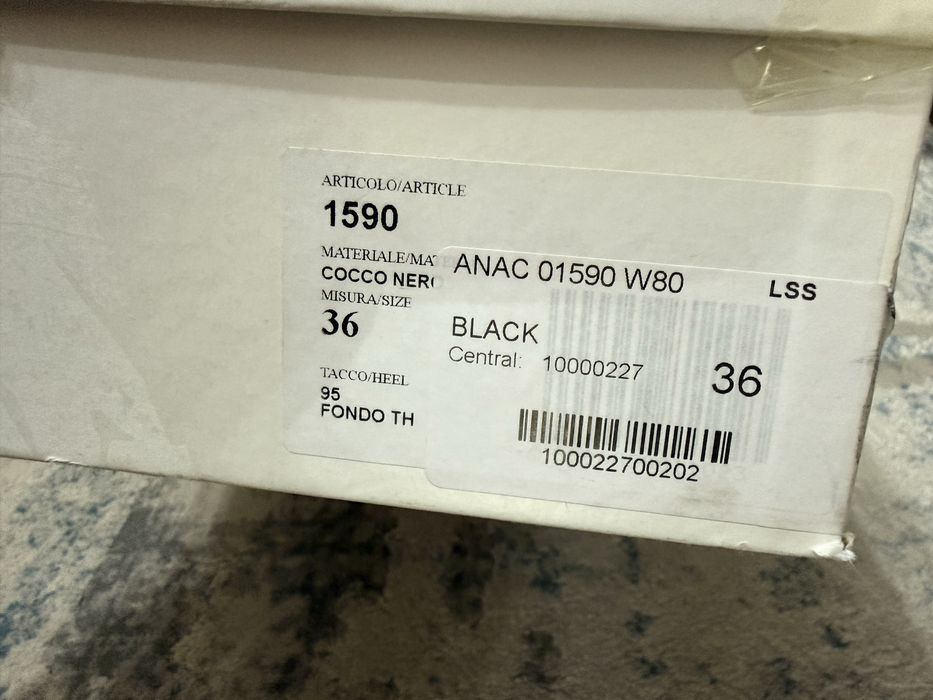 ARTICOLO/ARTICLE
1590
MATERIALE/MAT
COCCO NERO
MISURA/SIZE
36
TACCO/HEEL
95
FONDO TH
ANAC 01590 W80
LSS
BLACK
Central: 10000227
36
100022700202